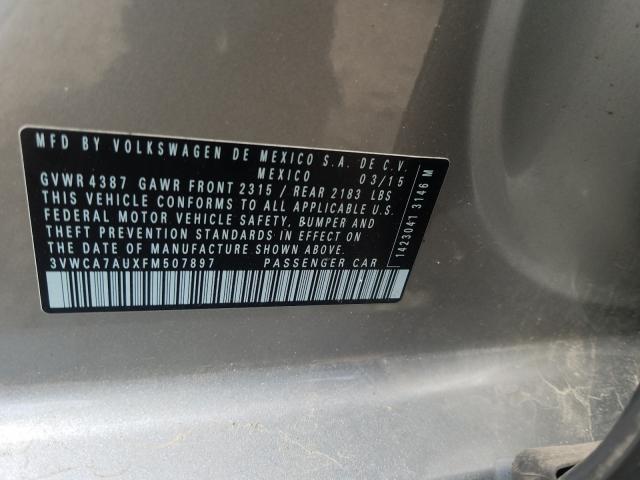 MFD BY VOLKSWAGEN DE MEXICO S.A. DE C.V.
MEXICO 03/15
GVWR 4387 GAWR FRONT 2315 / REAR 2183 LBS
THIS VEHICLE CONFORMS TO ALL APPLICABLE U.S.
FEDERAL MOTOR VEHICLE SAFETY, BUMPER AND
THEFT PREVENTION STANDARDS IN EFFECT ON
THE DATE OF MANUFACTURE SHOWN ABOVE.
3VWCA7AUXFM507897 PASSENGER CAR
1423041 3146 M